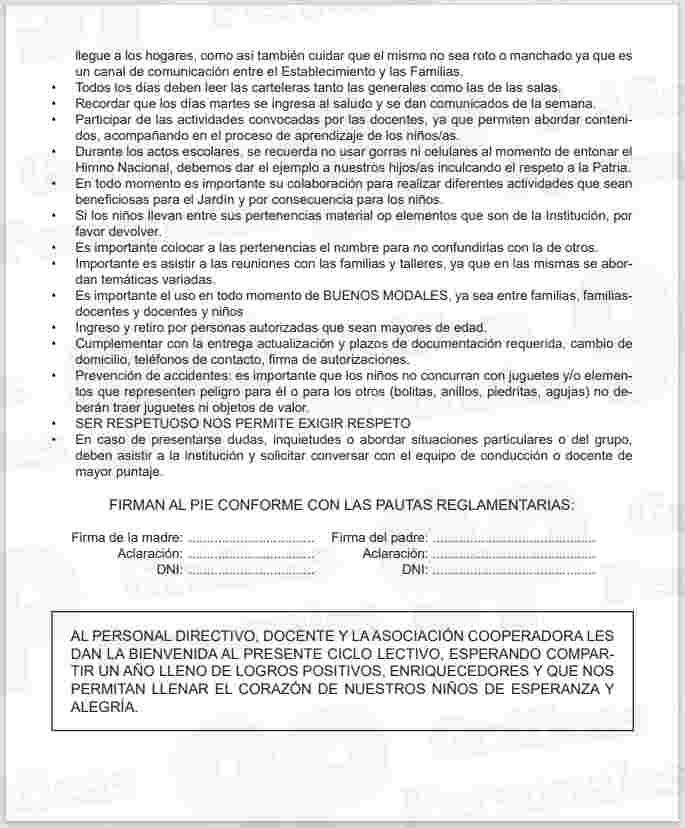 llegue a los hogares, como así también cuidar que el mismo no sea roto o manchado ya que es
un canal de comunicación entre el Establecimiento y las Familias.
• Todos los días deben leer las carteleras tanto las generales como las de las salas.
• Recordar que los días martes se ingresa al saludo y se dan comunicados de la semana.
• Participar de las actividades convocadas por las docentes, ya que permiten abordar conteni-
dos, acompañando en el proceso de aprendizaje de los niños/as.
• Durante los actos escolares, se recuerda no usar gorras ni celulares al momento de entonar el
Himno Nacional, debemos dar el ejemplo a nuestros hijos/as inculcando el respeto a la Patria.
• En todo momento es importante su colaboración para realizar diferentes actividades que sean
beneficiosas para el Jardín y por consecuencia para los niños.
• Si los niños llevan entre sus pertenencias material op elementos que son de la Institución, por
favor devolver.
• Es importante colocar a las pertenencias el nombre para no confundirlas con la de otros.
• Importante es asistir a las reuniones con las familias y talleres, ya que en las mismas se abor-
dan temáticas variadas.
• Es importante el uso en todo momento de BUENOS MODALES, ya sea entre familias, familias-
docentes y docentes y niños
• Ingreso y retiro por personas autorizadas que sean mayores de edad.
• Cumplementar con la entrega actualización y plazos de documentación requerida, cambio de
domicilio, teléfonos de contacto, firma de autorizaciones.
• Prevención de accidentes: es importante que los niños no concurran con juguetes y/o elemen-
tos que representen peligro para él o para los otros (bolitas, anillos, piedritas, agujas) no de-
berán traer juguetes ni objetos de valor.
• SER RESPETUOSO NOS PERMITE EXIGIR RESPETO
• En caso de presentarse dudas, inquietudes o abordar situaciones particulares o del grupo,
deben asistir a la institución y solicitar conversar con el equipo de conducción o docente de
mayor puntaje.
FIRMAN AL PIE CONFORME CON LAS PAUTAS REGLAMENTARIAS:
Firma de la madre: ................................. Firma del padre: ...........................................
Aclaración: ................................. Aclaración: ...........................................
DNI: ................................. DNI: ...........................................
AL PERSONAL DIRECTIVO, DOCENTE Y LA ASOCIACIÓN COOPERADORA LES
DAN LA BIENVENIDA AL PRESENTE CICLO LECTIVO, ESPERANDO COMPAR-
TIR UN AÑO LLENO DE LOGROS POSITIVOS, ENRIQUECEDORES Y QUE NOS
PERMITAN LLENAR EL CORAZÓN DE NUESTROS NIÑOS DE ESPERANZA Y
ALEGRÍA.